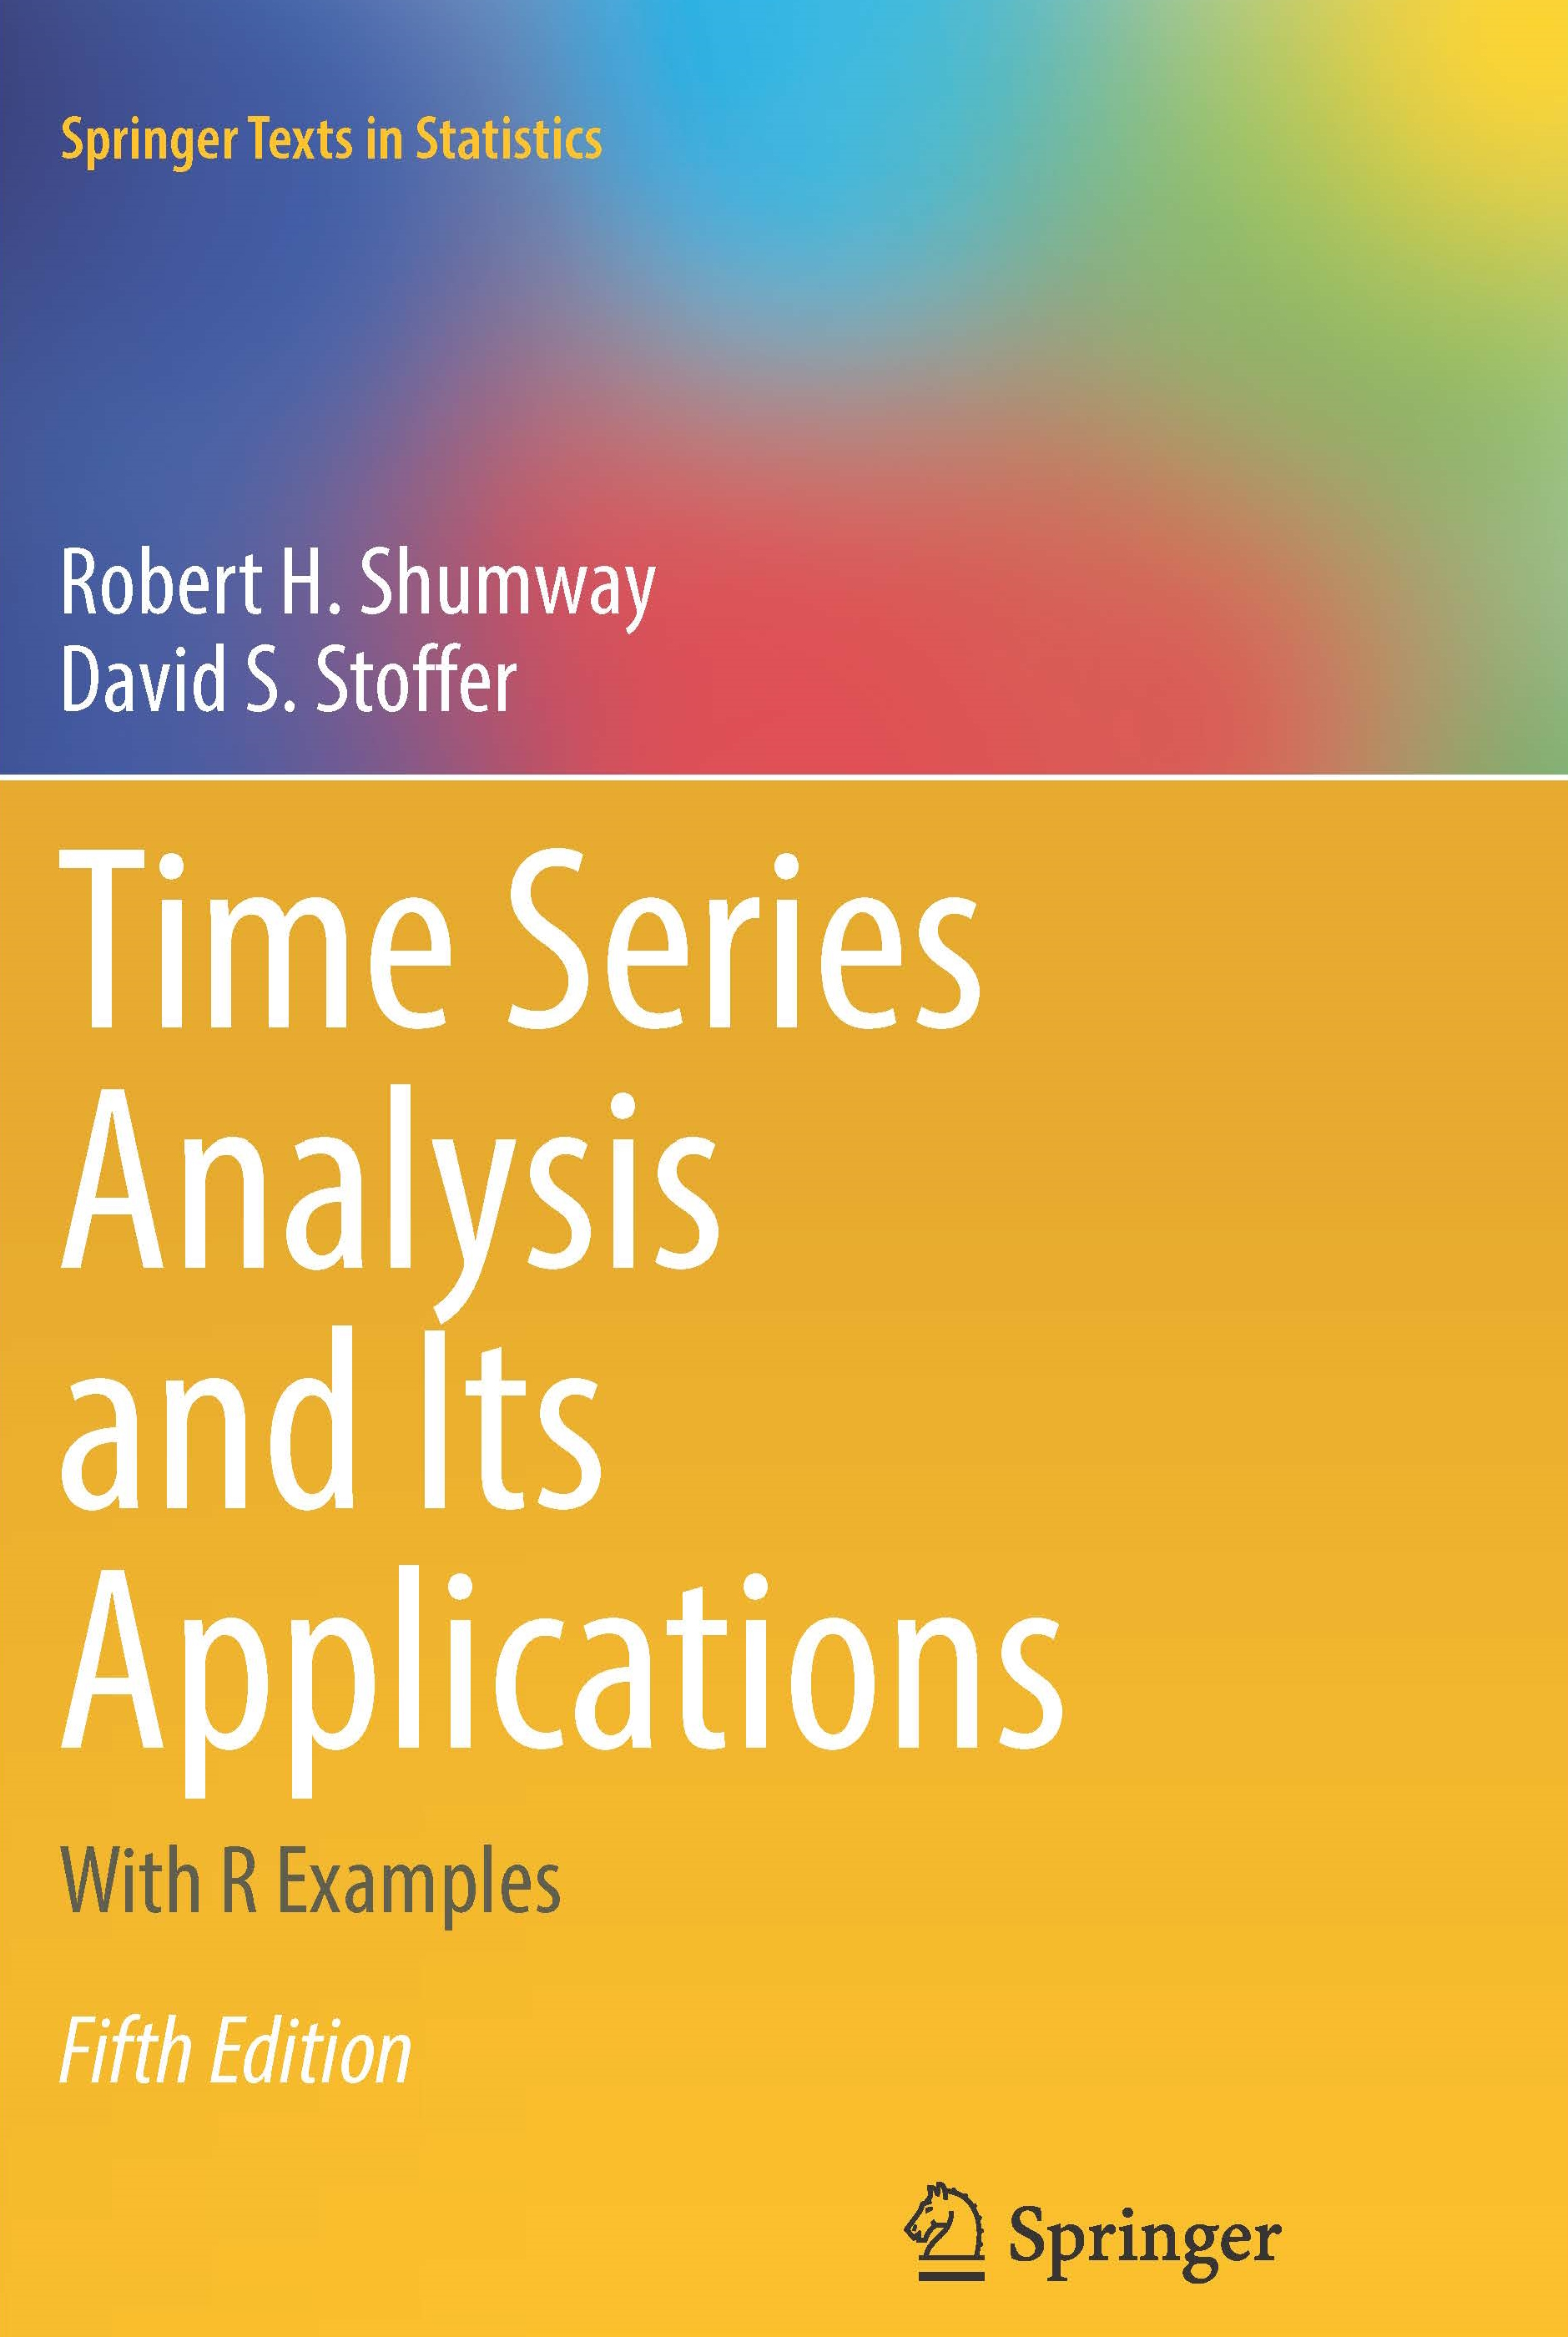 Springer Texts in Statistics
Robert H. Shumway
David S. Stoffer
Time Series
Analysis
and Its
Applications
With R Examples
Fifth Edition
Springer